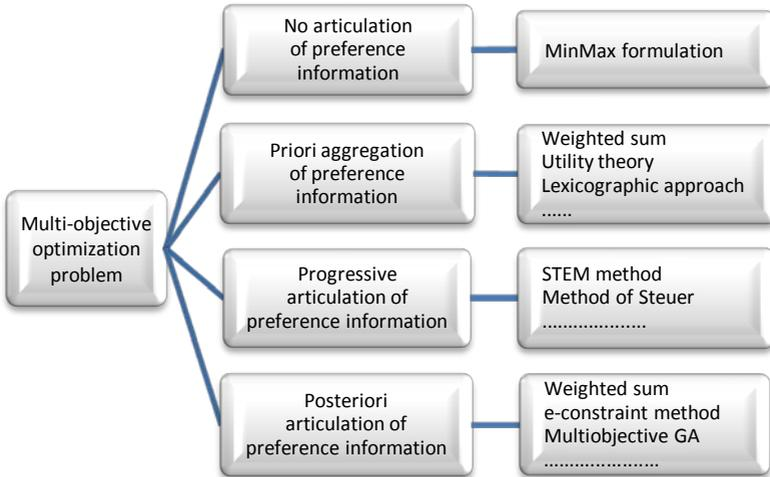 No articulation
of preference
information
MinMax formulation
Priori aggregation
of preference
information
Weighted sum
Utility theory
Lexicographic approach
......
Multi-objective
optimization
problem
Progressive
articulation of
preference information
STEM method
Method of Steuer
.....................
Posteriori
articulation of
preference information
Weighted sum
e-constraint method
Multiobjective GA
.......................